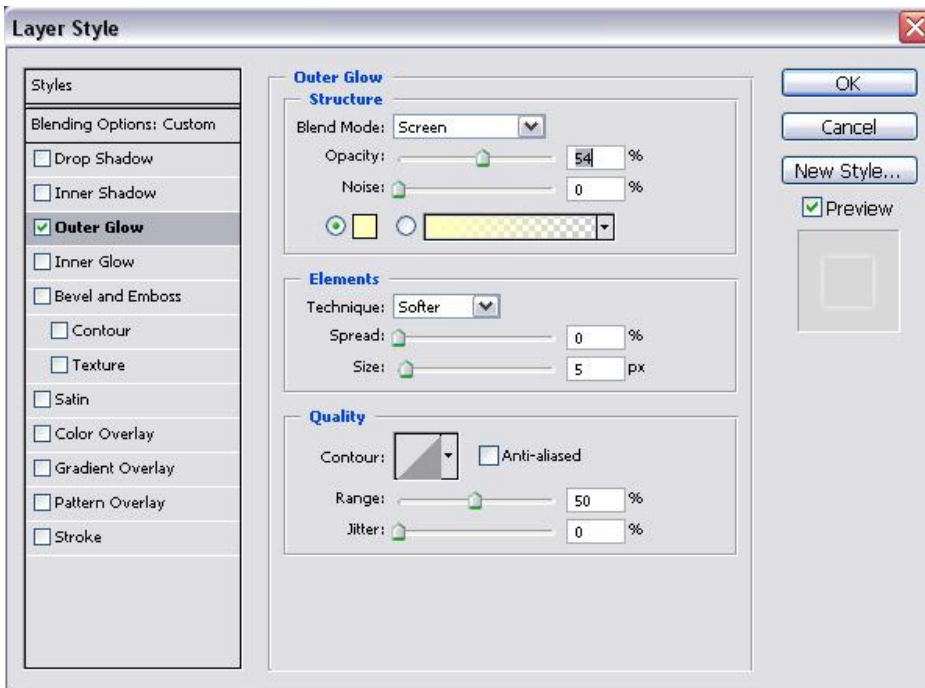 Layer Style
Styles
Blending Options: Custom
Drop Shadow
Inner Shadow
Outer Glow
Inner Glow
Bevel and Emboss
Contour
Texture
Satin
Color Overlay
Gradient Overlay
Pattern Overlay
Stroke
Outer Glow
Structure
Blend Mode: Screen
Opacity: 54 %
Noise: 0 %
Elements
Technique: Softer
Spread: 0 %
Size: 5 px
Quality
Contour: Anti-aliased
Range: 50 %
Jitter: 0 %
OK
Cancel
New Style...
Preview